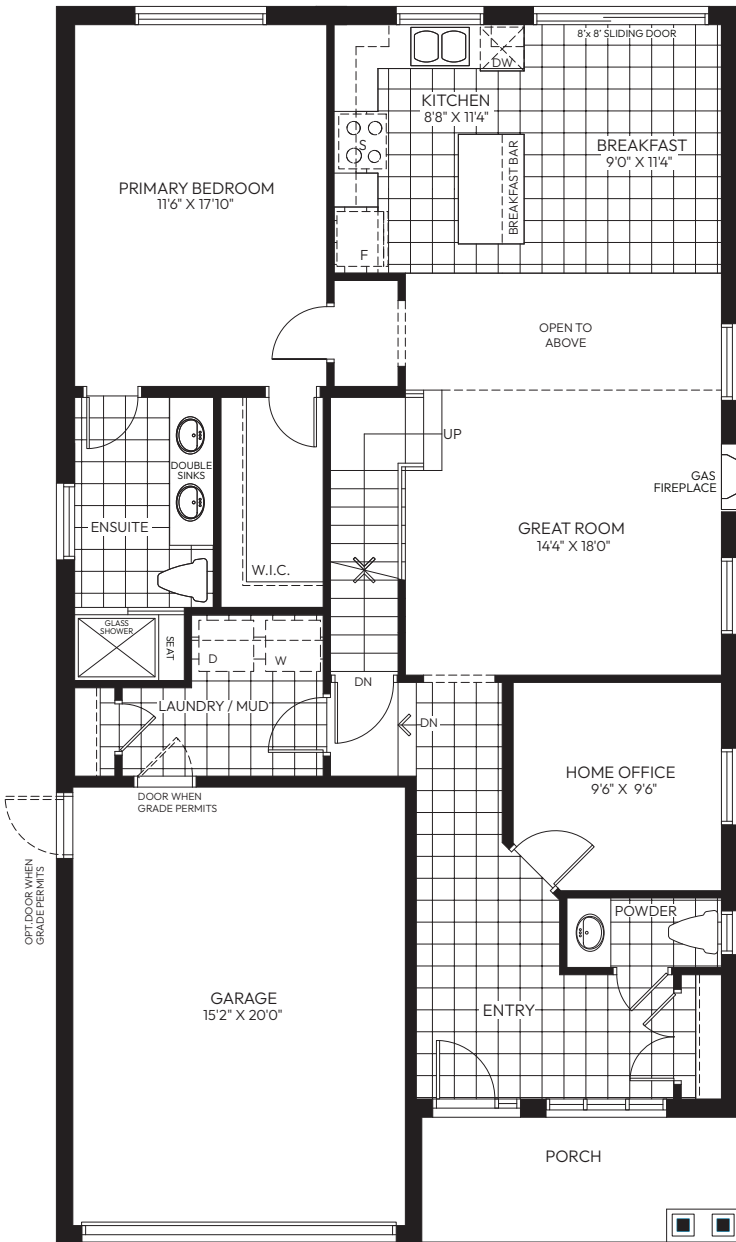 8'x 8' SLIDING DOOR
DW
KITCHEN
8'8" X 11'4"
S
BREAKFAST
9'0" X 11'4"
BREAKFAST BAR
PRIMARY BEDROOM
11'6" X 17'10"
F
OPEN TO
ABOVE
UP
DOUBLE
SINKS
GAS
FIREPLACE
ENSUITE
GREAT ROOM
14'4" X 18'0"
W.I.C.
GLASS
SHOWER
SEAT
D
W
DN
LAUNDRY / MUD
DN
HOME OFFICE
9'6" X 9'6"
DOOR WHEN
GRADE PERMITS
OPT.DOOR WHEN
GRADE PERMITS
POWDER
GARAGE
15'2" X 20'0"
ENTRY
PORCH